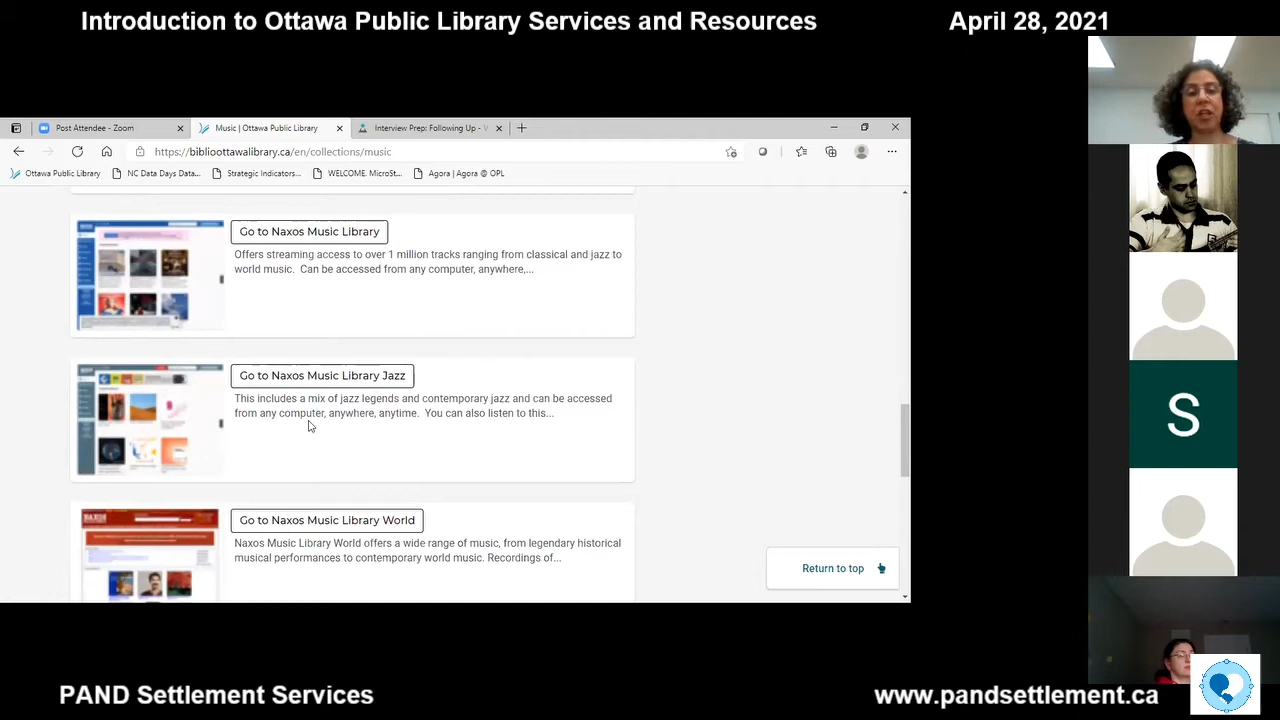 Introduction to Ottawa Public Library Services and Resources
April 28, 2021
Post Attendee - Zoom
Music | Ottawa Public Library
Interview Prep: Following Up - V
https://biblioottawalibrary.ca/en/collections/music
Ottawa Public Library
NC Data Days Data...
Strategic Indicators...
WELCOME. MicroSt...
Agora | Agora @ OPL
Go to Naxos Music Library
Offers streaming access to over 1 million tracks ranging from classical and jazz to
world music. Can be accessed from any computer, anywhere,...
Go to Naxos Music Library Jazz
This includes a mix of jazz legends and contemporary jazz and can be accessed
from any computer, anywhere, anytime. You can also listen to this...
Go to Naxos Music Library World
Naxos Music Library World offers a wide range of music, from legendary historical
musical performances to contemporary world music. Recordings of...
Return to top
S
PAND Settlement Services
www.pandsettlement.ca